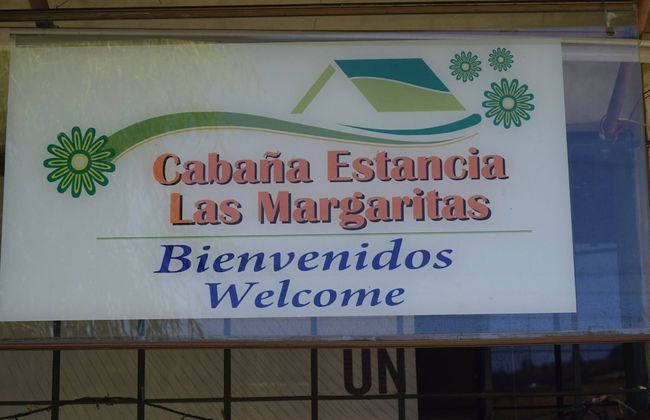 Cabaña Estancia
Las Margaritas
Bienvenidos
Welcome
UN